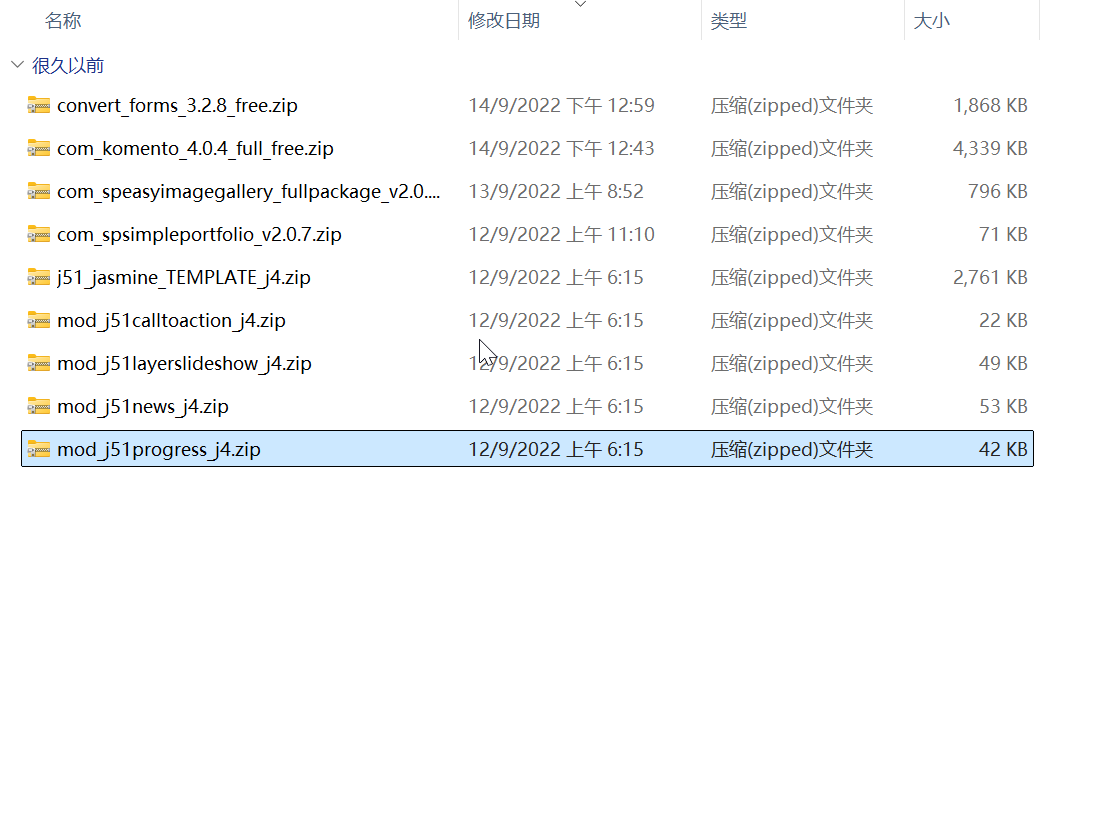 名称 修改日期 类型 大小
很久以前
convert_forms_3.2.8_free.zip 14/9/2022 下午 12:59 压缩(zipped)文件夹 1,868 KB
com_komento_4.0.4_full_free.zip 14/9/2022 下午 12:43 压缩(zipped)文件夹 4,339 KB
com_speasyimagegallery_fullpackage_v2.0.... 13/9/2022 上午 8:52 压缩(zipped)文件夹 796 KB
com_spsimpleportfolio_v2.0.7.zip 12/9/2022 上午 11:10 压缩(zipped)文件夹 71 KB
j51_jasmine_TEMPLATE_j4.zip 12/9/2022 上午 6:15 压缩(zipped)文件夹 2,761 KB
mod_j51calltoaction_j4.zip 12/9/2022 上午 6:15 压缩(zipped)文件夹 22 KB
mod_j51layerslideshow_j4.zip 12/9/2022 上午 6:15 压缩(zipped)文件夹 49 KB
mod_j51news_j4.zip 12/9/2022 上午 6:15 压缩(zipped)文件夹 53 KB
mod_j51progress_j4.zip 12/9/2022 上午 6:15 压缩(zipped)文件夹 42 KB